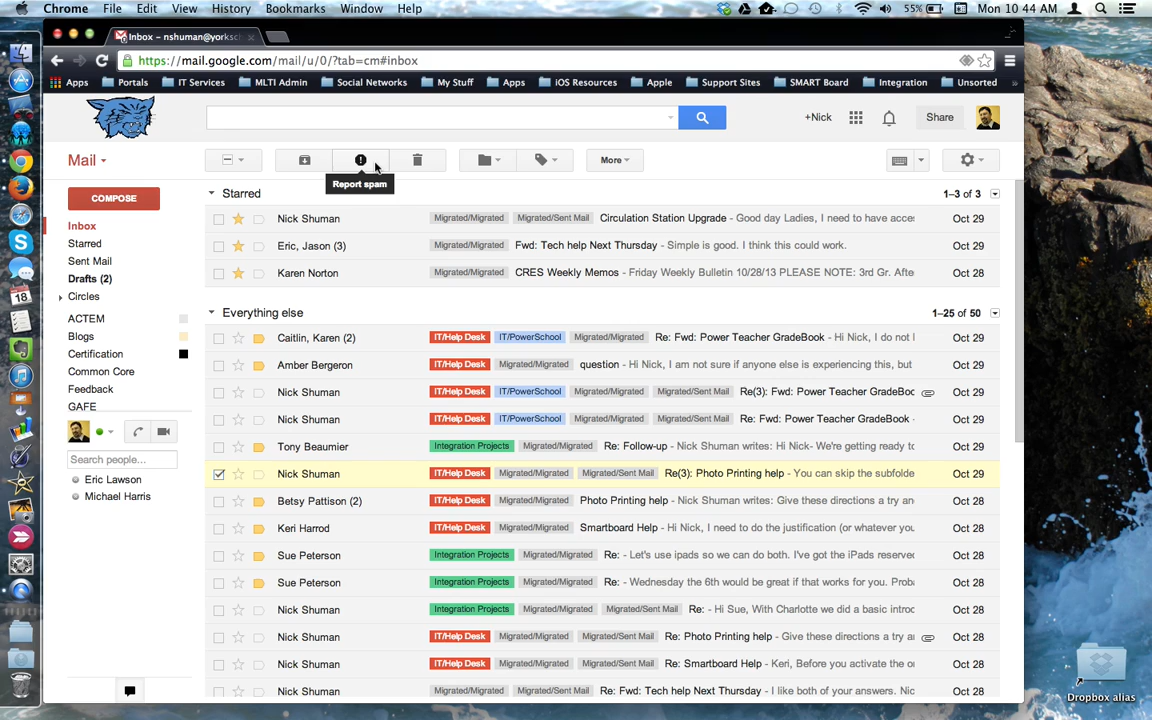 Chrome File Edit View History Bookmarks Window Help 55% Mon 10:44 AM
Inbox – nshuman@yorksc
https://mail.google.com/mail/u/0/?tab=cm#inbox
Apps Portals IT Services MLTI Admin Social Networks My Stuff Apps iOS Resources Apple Support Sites SMART Board Integration Unsorted »
+Nick Share
Mail More
Report spam
COMPOSE
Starred 1–3 of 3
Inbox
Starred
Sent Mail
Drafts (2)
Circles
ACTEM
Blogs
Certification
Common Core
Feedback
GAFE
Search people...
Eric Lawson
Michael Harris
Nick Shuman Migrated/Migrated Migrated/Sent Mail Circulation Station Upgrade - Good day Ladies, I need to have acce Oct 29
Eric, Jason (3) Migrated/Migrated Fwd: Tech help Next Thursday - Simple is good. I think this could work. Oct 29
Karen Norton Migrated/Migrated CRES Weekly Memos - Friday Weekly Bulletin 10/28/13 PLEASE NOTE: 3rd Gr. Afte Oct 28
Everything else 1–25 of 50
Caitlin, Karen (2) IT/Help Desk IT/PowerSchool Migrated/Migrated Re: Fwd: Power Teacher GradeBook - Hi Nick, I do not l Oct 29
Amber Bergeron IT/Help Desk Migrated/Migrated question - Hi Nick, I am not sure if anyone else is experiencing this, but Oct 29
Nick Shuman IT/Help Desk IT/PowerSchool Migrated/Migrated Migrated/Sent Mail Re(3): Fwd: Power Teacher GradeBoc Oct 29
Nick Shuman IT/Help Desk IT/PowerSchool Migrated/Migrated Migrated/Sent Mail Re: Fwd: Power Teacher GradeBook - Oct 29
Tony Beaumier Integration Projects Migrated/Migrated Re: Follow-up - Nick Shuman writes: Hi Nick- We're getting ready to Oct 29
Nick Shuman IT/Help Desk Migrated/Migrated Migrated/Sent Mail Re(3): Photo Printing help - You can skip the subfolde Oct 29
Betsy Pattison (2) IT/Help Desk Migrated/Migrated Photo Printing help - Nick Shuman writes: Give these directions a try an Oct 28
Keri Harrod IT/Help Desk Migrated/Migrated Smartboard Help - Hi Nick, I need to do the justification (or whatever you Oct 28
Sue Peterson Integration Projects Migrated/Migrated Re: - Let's use ipads so we can do both. I've got the iPads reserved Oct 28
Sue Peterson Integration Projects Migrated/Migrated Re: - Wednesday the 6th would be great if that works for you. Proba Oct 28
Nick Shuman Integration Projects Migrated/Migrated Migrated/Sent Mail Re: - Hi Sue, With Charlotte we did a basic introc Oct 28
Nick Shuman IT/Help Desk Migrated/Migrated Migrated/Sent Mail Re: Photo Printing help - Give these directions a try ar Oct 28
Nick Shuman IT/Help Desk Migrated/Migrated Migrated/Sent Mail Re: Smartboard Help - Keri, Before you activate the o Oct 28
Nick Shuman Migrated/Migrated Migrated/Sent Mail Re: Fwd: Tech help Next Thursday - I like both of your answers. Nic Oct 28
18
Dropbox alias